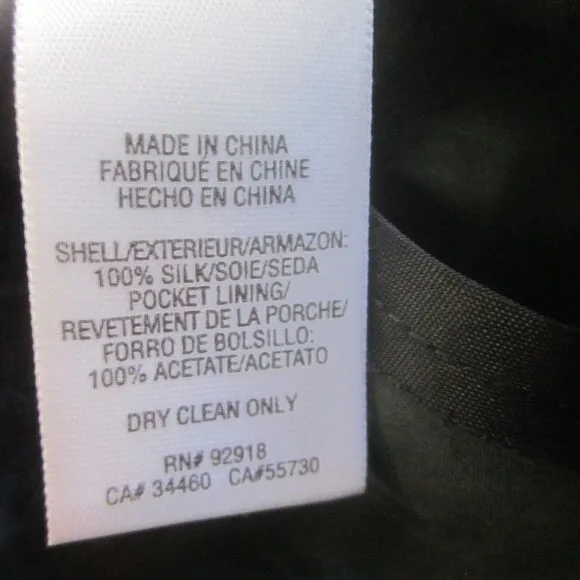 MADE IN CHINA
FABRIQUÉ EN CHINE
HECHO EN CHINA
SHELL/EXTERIEUR/ARMAZON:
100% SILK/SOIE/SEDA
POCKET LINING/
REVETEMENT DE LA PORCHE/
FORRO DE BOLSILLO:
100% ACETATE/ACETATO
DRY CLEAN ONLY
RN# 92918
CA# 34460 CA#55730